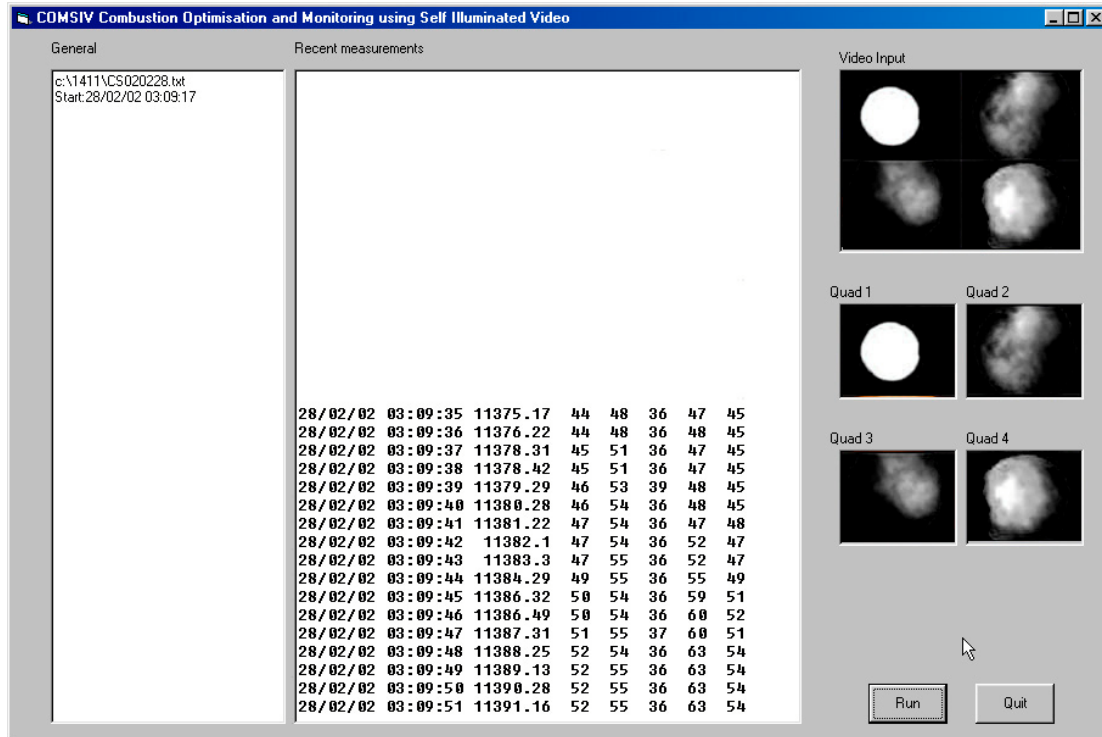 COMSIV Combustion Optimisation and Monitoring using Self Illuminated Video
General
c:\1411\CS020228.txt
Start:28/02/02 03:09:17
Recent measurements
28/02/02 03:09:35 11375.17 44 48 36 47 45
28/02/02 03:09:36 11376.22 44 48 36 48 45
28/02/02 03:09:37 11378.31 45 51 36 47 45
28/02/02 03:09:38 11378.42 45 51 36 47 45
28/02/02 03:09:39 11379.29 46 53 39 48 45
28/02/02 03:09:40 11380.28 46 54 36 48 45
28/02/02 03:09:41 11381.22 47 54 36 47 48
28/02/02 03:09:42 11382.1 47 54 36 52 47
28/02/02 03:09:43 11383.3 47 55 36 52 47
28/02/02 03:09:44 11384.29 49 55 36 55 49
28/02/02 03:09:45 11386.32 50 54 36 59 51
28/02/02 03:09:46 11386.49 50 54 36 60 52
28/02/02 03:09:47 11387.31 51 55 37 60 51
28/02/02 03:09:48 11388.25 52 54 36 63 54
28/02/02 03:09:49 11389.13 52 55 36 63 54
28/02/02 03:09:50 11390.28 52 55 36 63 54
28/02/02 03:09:51 11391.16 52 55 36 63 54
Video Input
Quad 1
Quad 2
Quad 3
Quad 4
Run
Quit